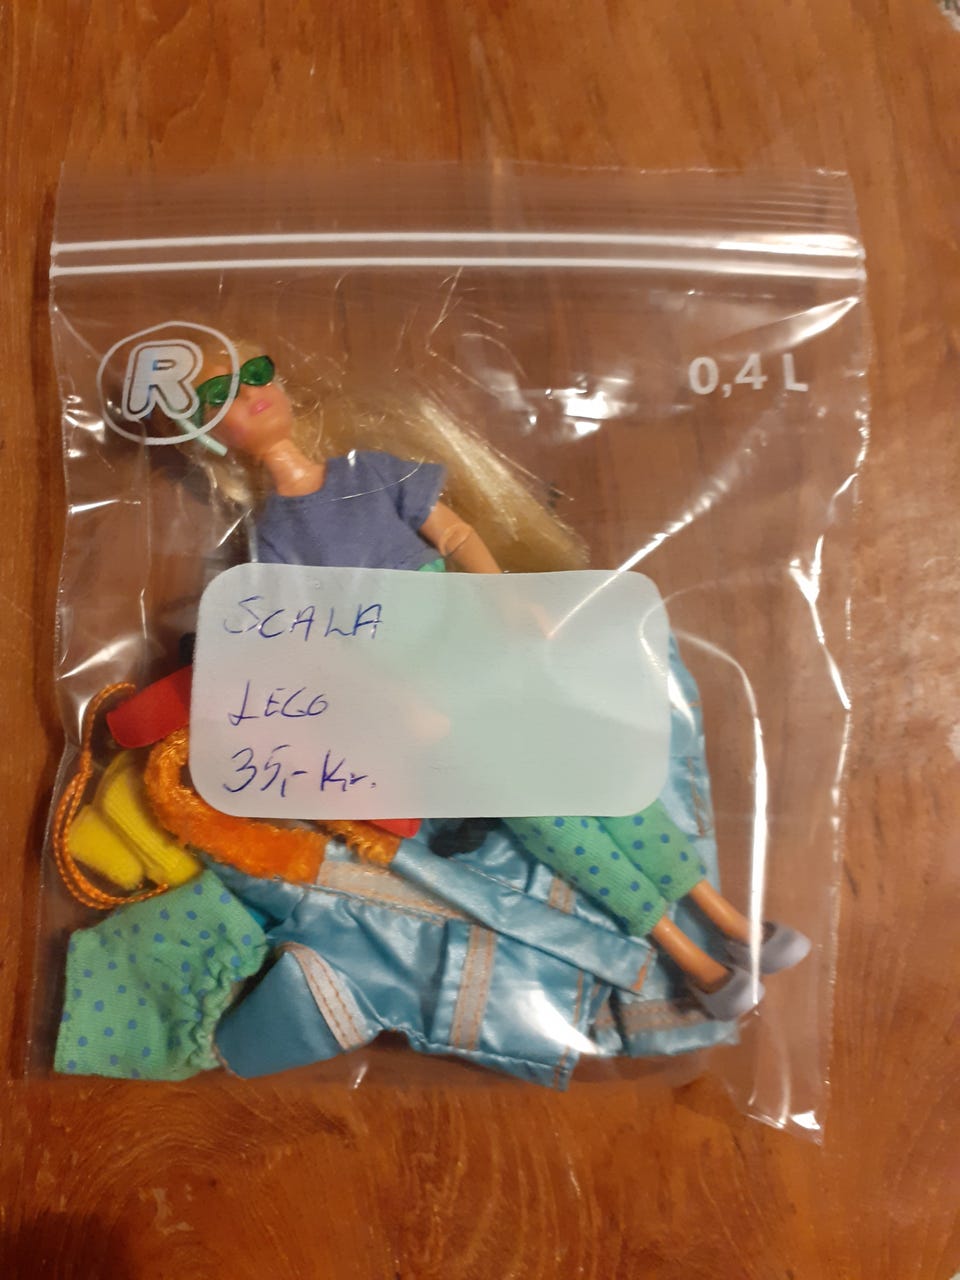 R
0,4 L
SCALA
LEGO
35,- Kr.